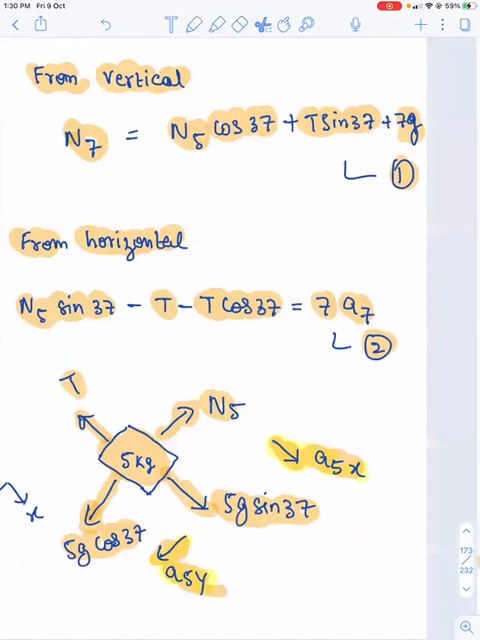 1:30 PM Fri 9 Oct 59%
From vertical
N₇ = N₅ cos 37 + T sin 37 + 7g
①
From horizontal
N₅ sin 37 - T - T cos 37 = 7 a₇
②
T
N₅
5kg
a₅x
x
5g sin 37
5g cos 37
a₅y
173
232